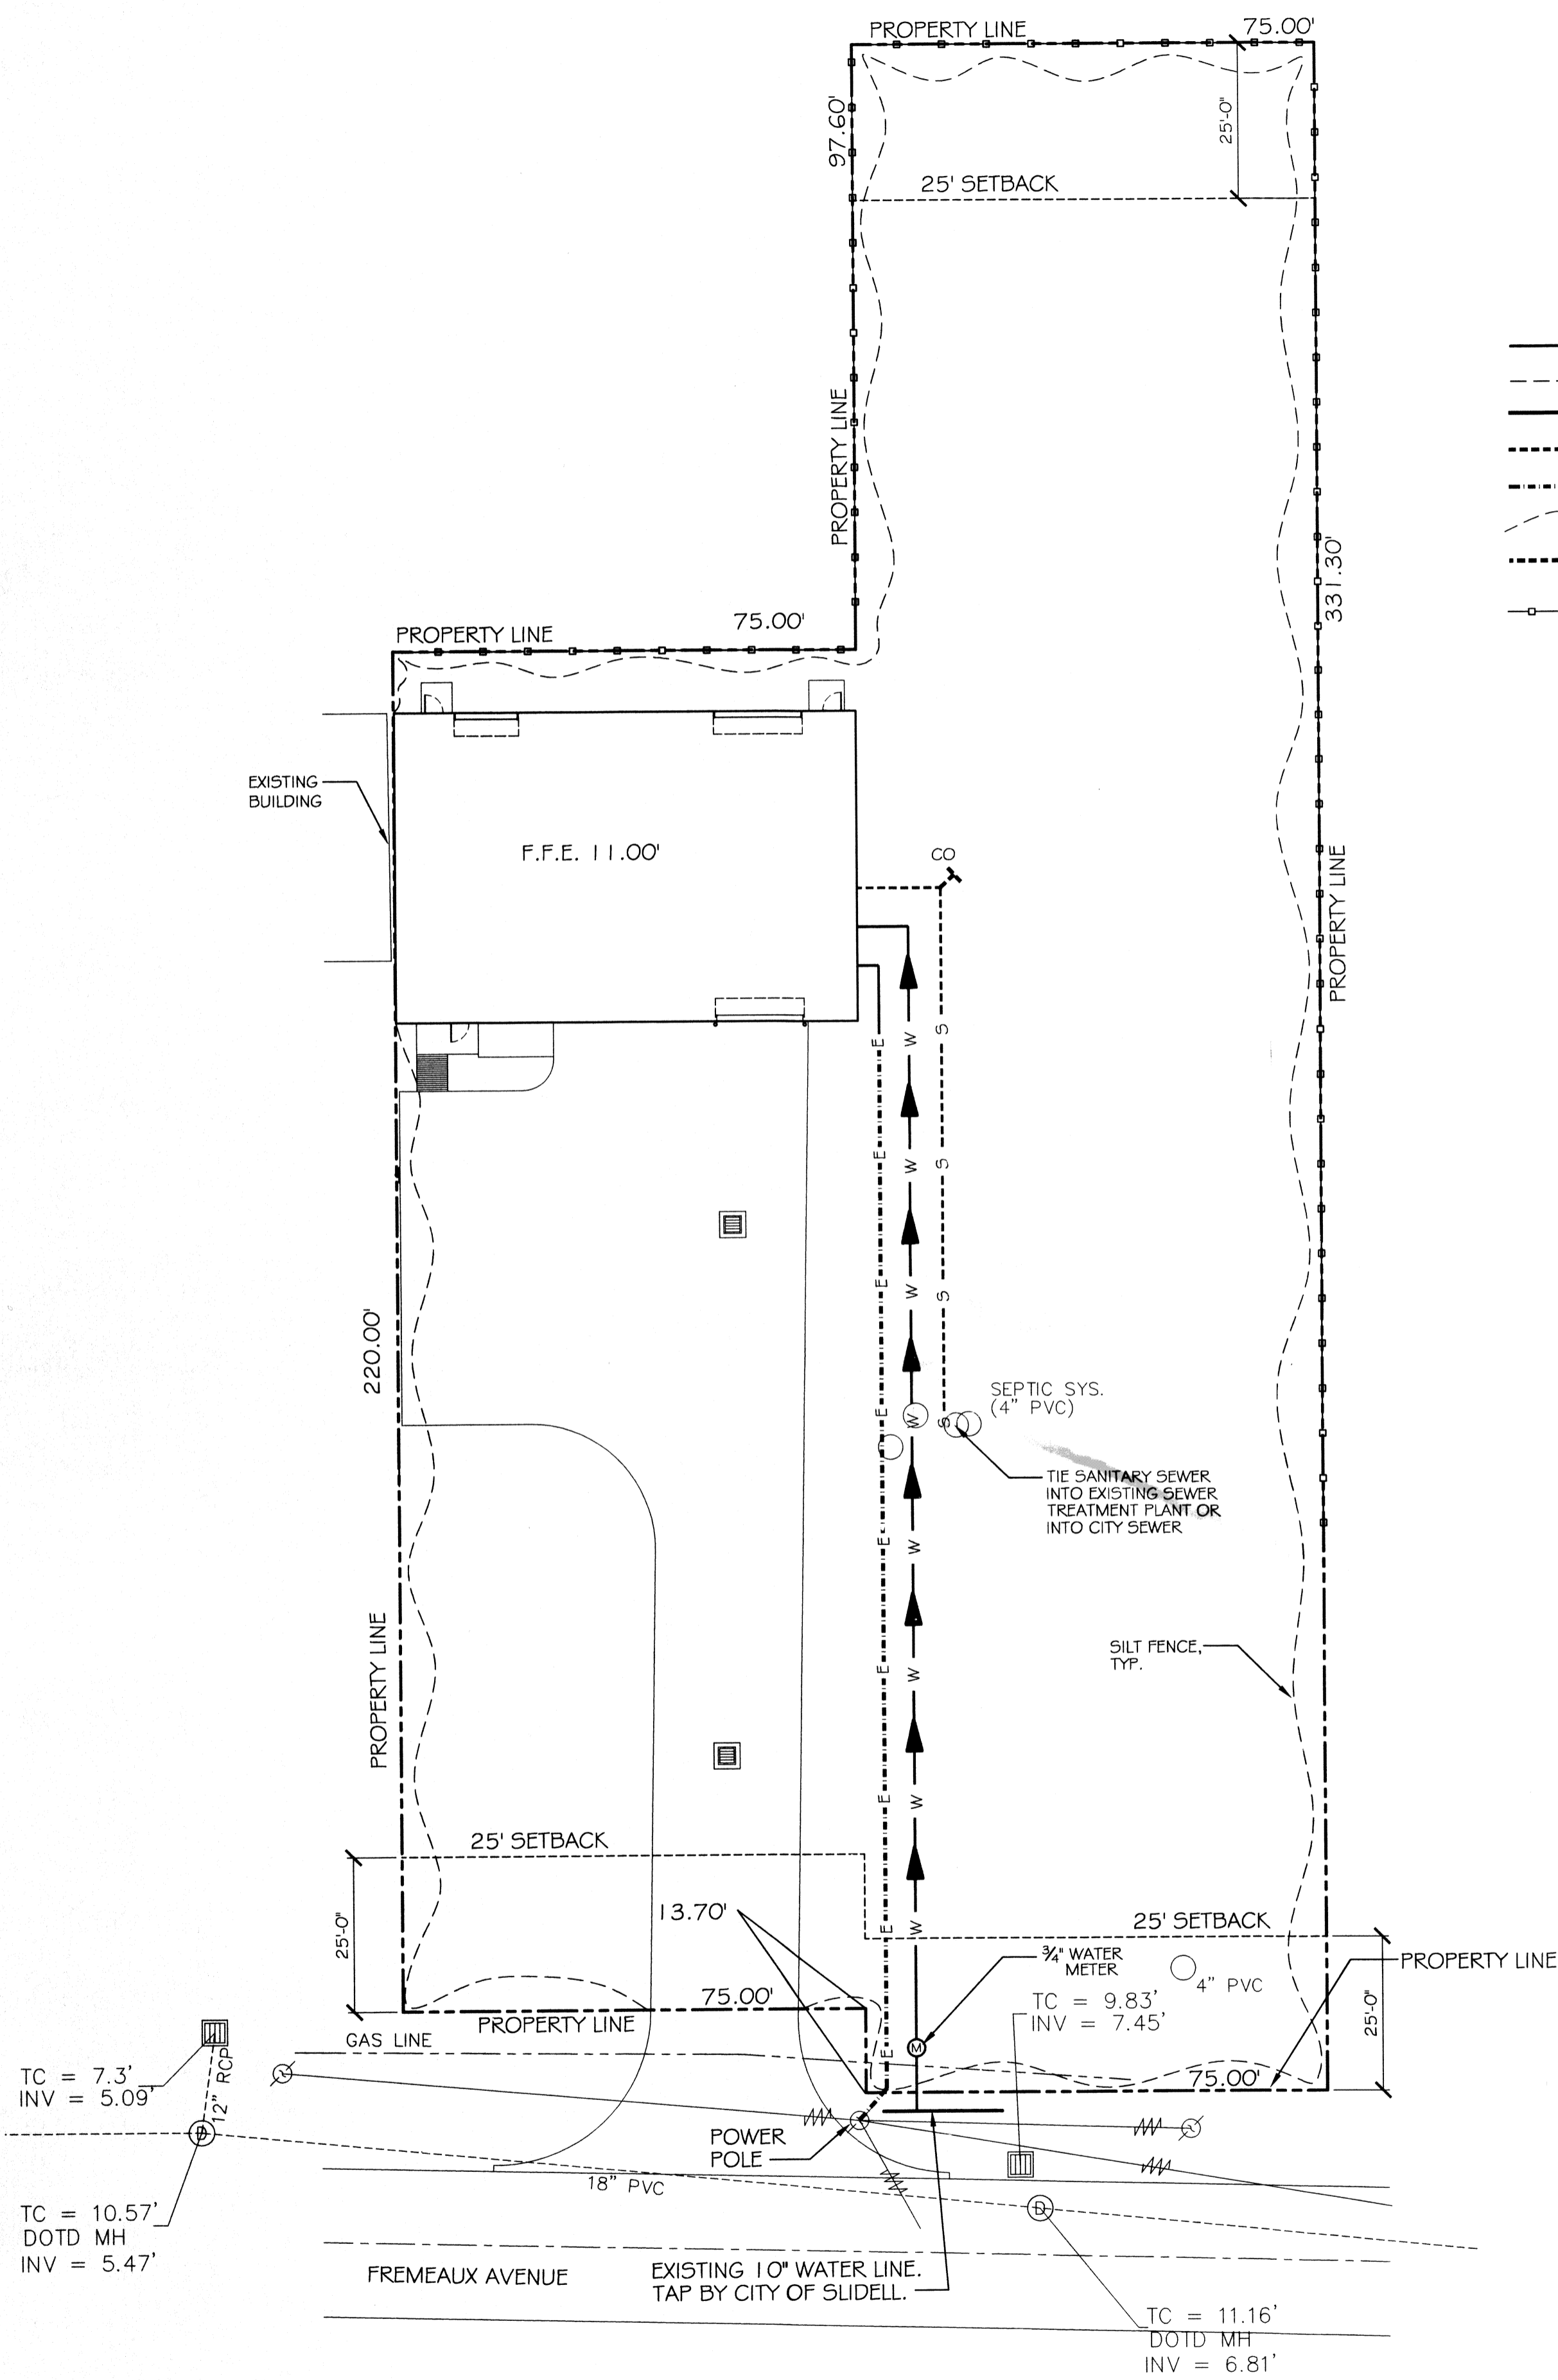 PROPERTY LINE
75.00'
97.60'
25'-0"
25' SETBACK
PROPERTY LINE
331.30'
75.00'
PROPERTY LINE
EXISTING
BUILDING
F.F.E. 11.00'
CO
PROPERTY LINE
E
W
S
E
W
S
E
W
S
220.00'
SEPTIC SYS.
(4" PVC)
E
W
S
TIE SANITARY SEWER
INTO EXISTING SEWER
TREATMENT PLANT OR
INTO CITY SEWER
E
W
SILT FENCE,
TYP.
E
W
PROPERTY LINE
E
W
25' SETBACK
13.70'
25'-0"
E
W
25' SETBACK
3/4" WATER
METER
PROPERTY LINE
4" PVC
75.00'
TC = 9.83'
INV = 7.45'
25'-0"
PROPERTY LINE
GAS LINE
M
E
TC = 7.3'
INV = 5.09'
12" RCP
75.00'
D
POWER
POLE
18" PVC
TC = 10.57'
DOTD MH
INV = 5.47'
D
FREMEAUX AVENUE
EXISTING 10" WATER LINE.
TAP BY CITY OF SLIDELL.
TC = 11.16'
DOTD MH
INV = 6.81'